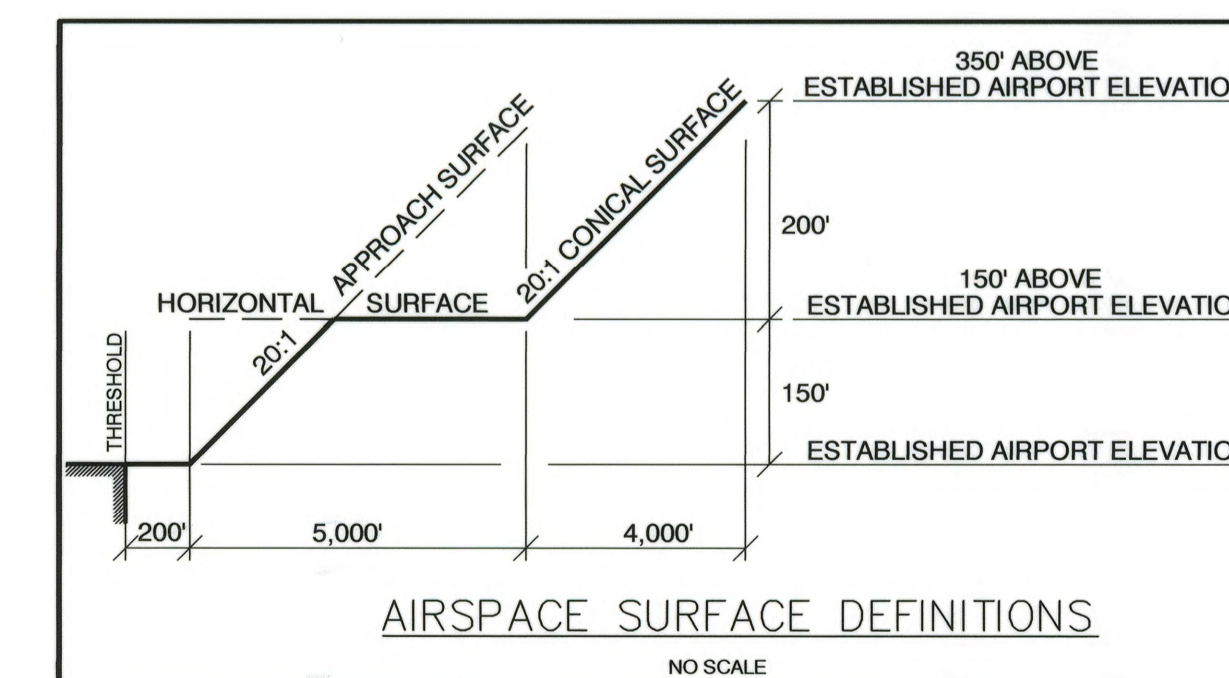 350' ABOVE
ESTABLISHED AIRPORT ELEVATIO
APPROACH SURFACE
20:1 CONICAL SURFACE
200'
HORIZONTAL SURFACE
150' ABOVE
ESTABLISHED AIRPORT ELEVATIO
20:1
THRESHOLD
150'
ESTABLISHED AIRPORT ELEVATIO
200'
5,000'
4,000'
AIRSPACE SURFACE DEFINITIONS
NO SCALE